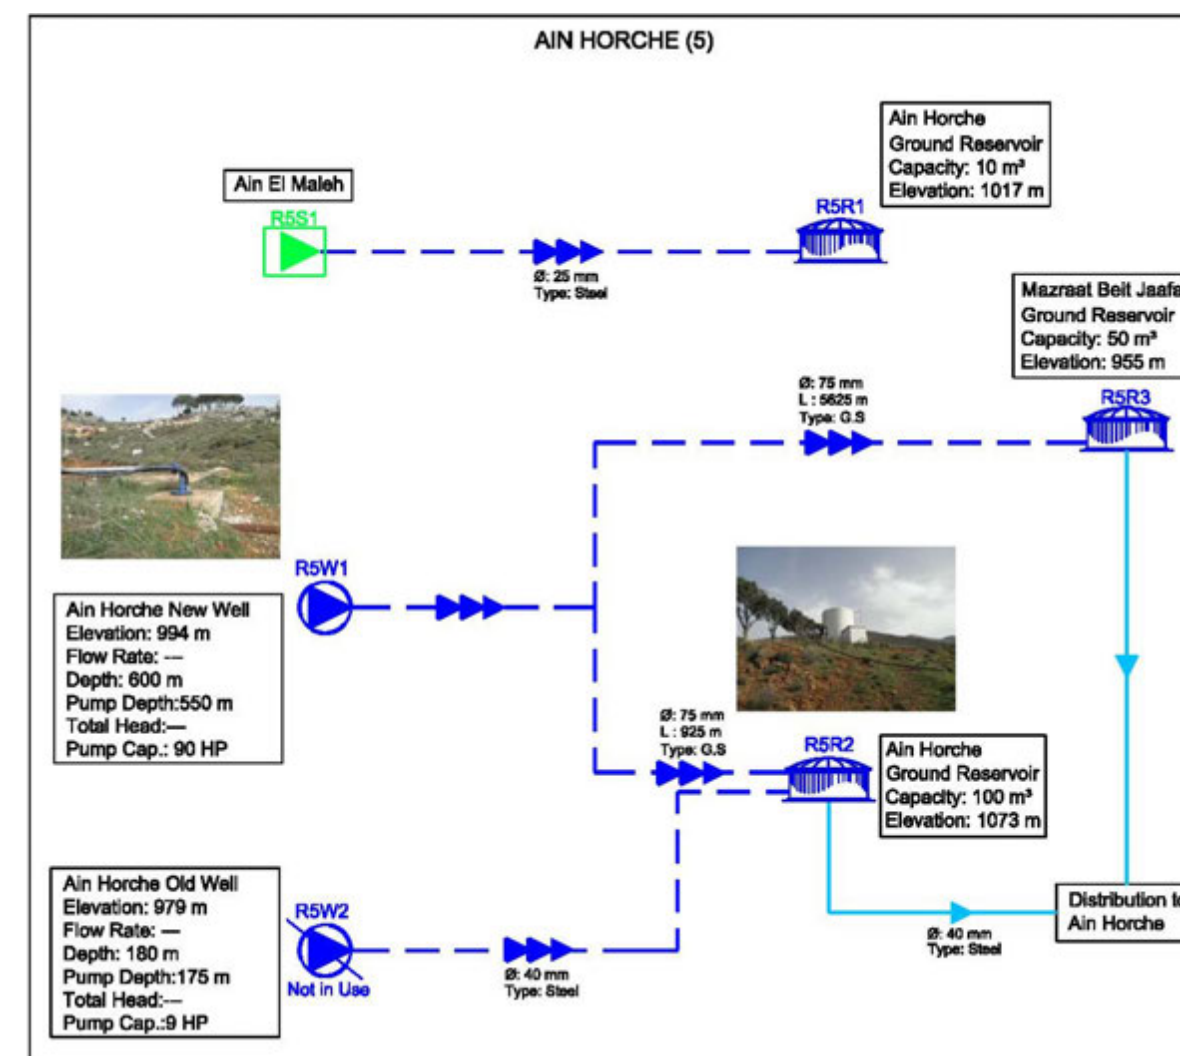 AIN HORCHE (5)
Ain Horche
Ground Reservoir
Capacity: 10 m³
Elevation: 1017 m
Ain El Maleh
R5S1
R5R1
Ø: 25 mm
Type: Steel
Mazraat Beit Jaafa
Ground Reservoir
Capacity: 50 m³
Elevation: 955 m
Ø: 75 mm
L : 5625 m
Type: G.S
R5R3
R5W1
Ain Horche New Well
Elevation: 994 m
Flow Rate: ---
Depth: 600 m
Pump Depth:550 m
Total Head:---
Pump Cap.: 90 HP
Ø: 75 mm
L : 925 m
Type: G.S
R5R2
Ain Horche
Ground Reservoir
Capacity: 100 m³
Elevation: 1073 m
Ain Horche Old Well
Elevation: 979 m
Flow Rate: ---
Depth: 180 m
Pump Depth:175 m
Total Head:---
Pump Cap.:9 HP
R5W2
Not in Use
Ø: 40 mm
Type: Steel
Ø: 40 mm
Type: Steel
Distribution t
Ain Horche